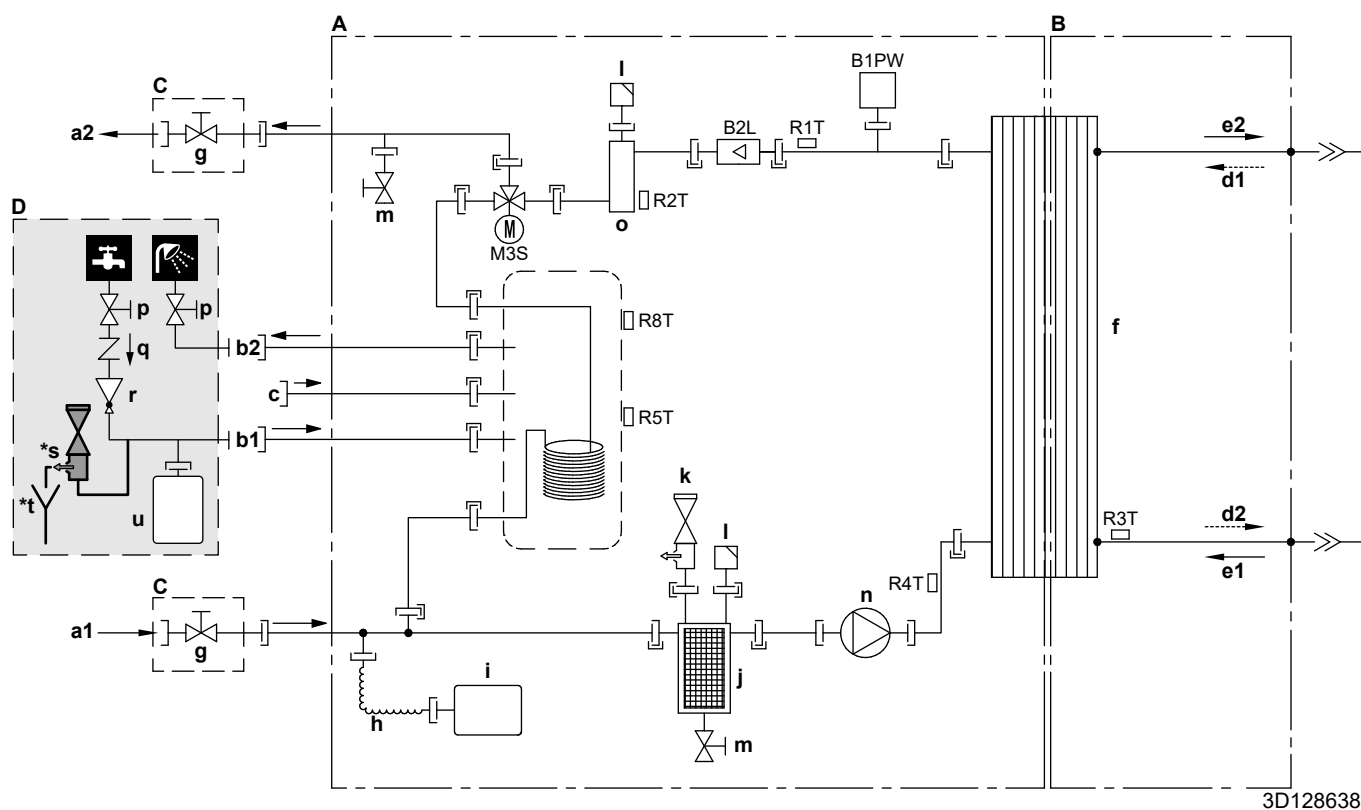 A
B
C
l
B1PW
a2
g
B2L
R1T
e2
d1
m
R2T
o
M
M3S
D
p
p
R8T
f
b2
q
c
r
R5T
b1
*s
k
*t
u
l
R3T
d2
e1
C
R4T
n
a1
g
i
j
h
m
3D128638